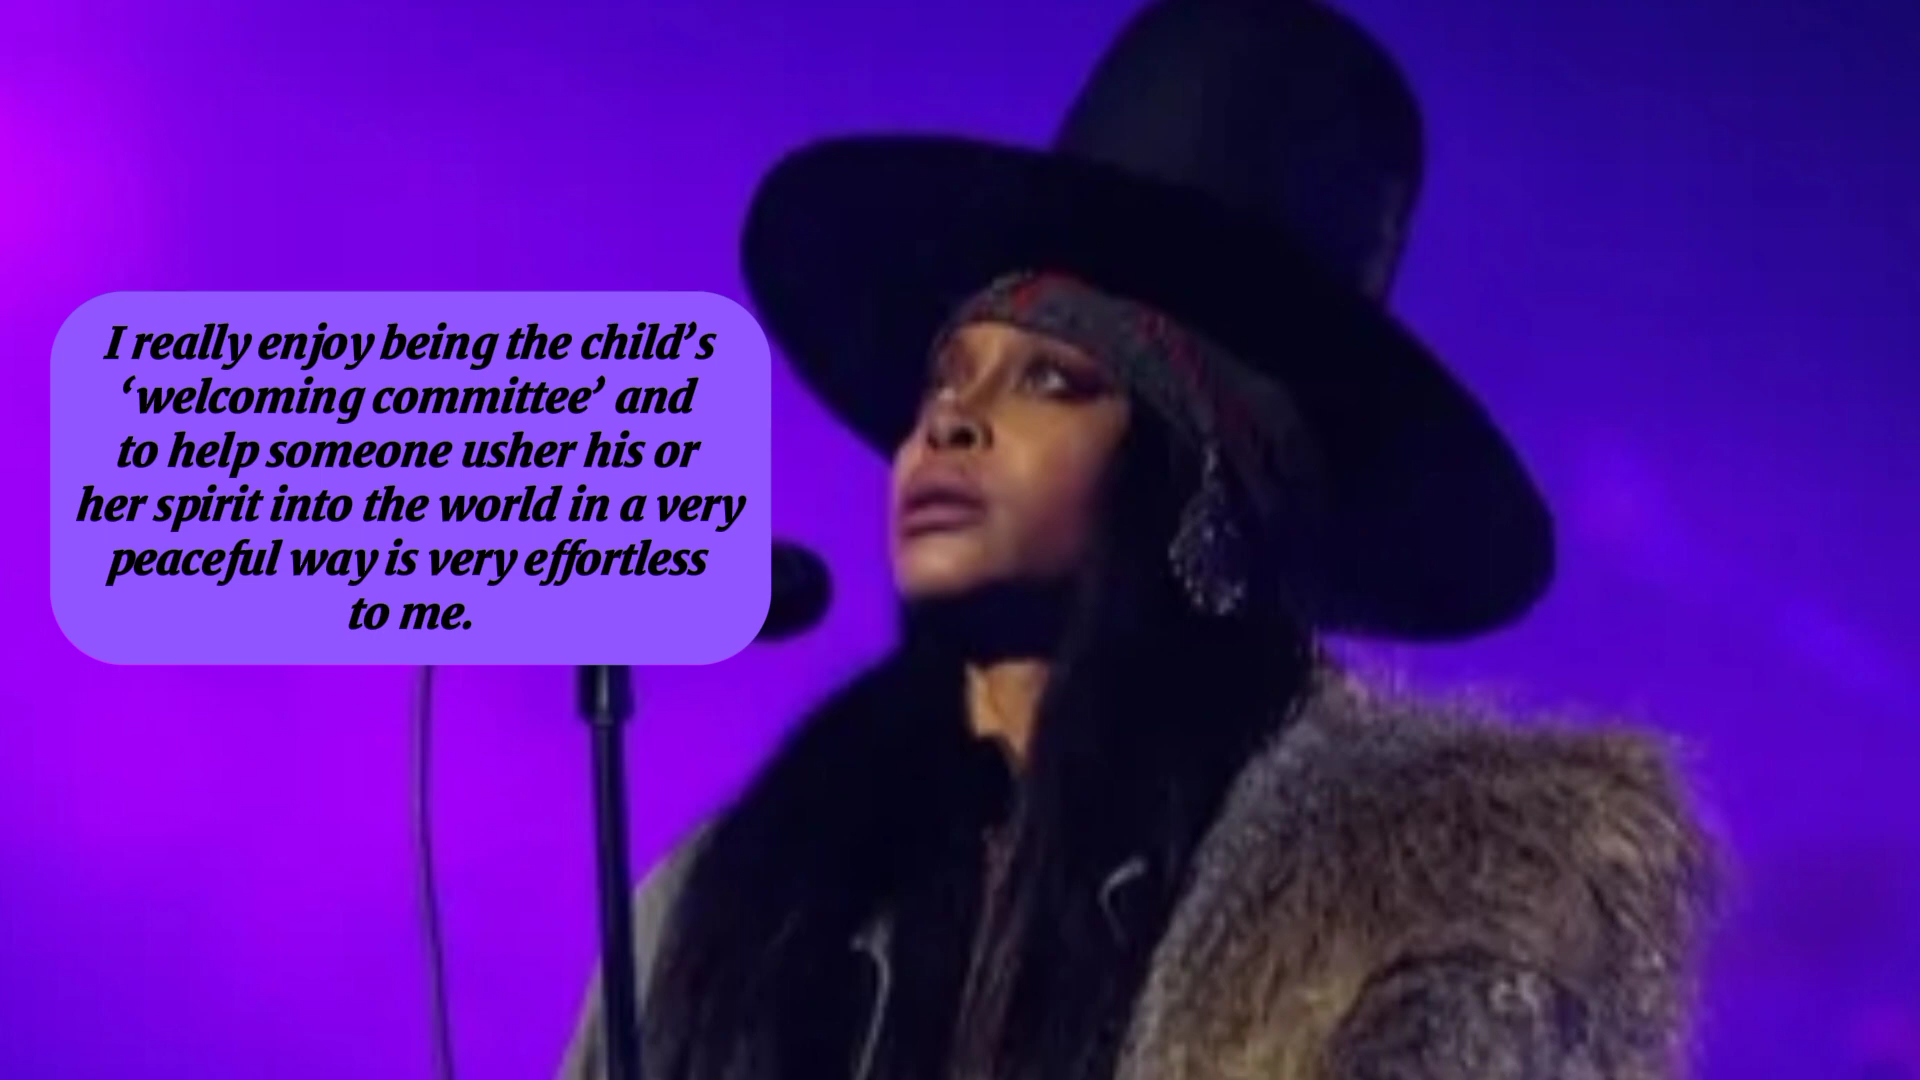 I really enjoy being the child’s
‘welcoming committee’ and
to help someone usher his or
her spirit into the world in a very
peaceful way is very effortless
to me.